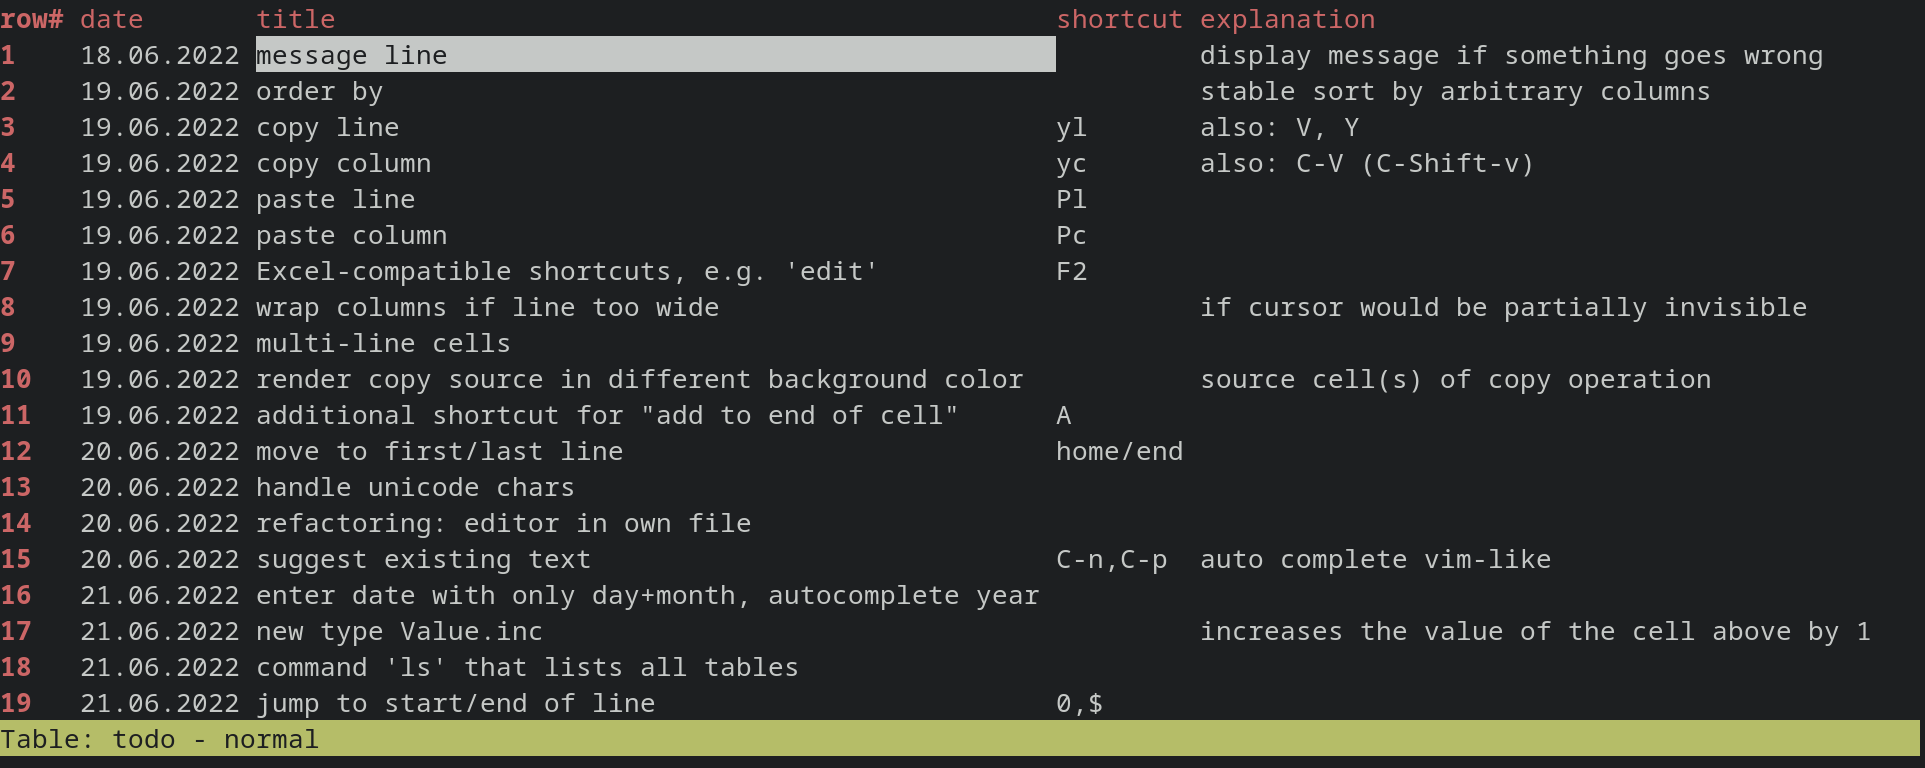 row# date title shortcut explanation
1 18.06.2022 message line display message if something goes wrong
2 19.06.2022 order by stable sort by arbitrary columns
3 19.06.2022 copy line yl also: V, Y
4 19.06.2022 copy column yc also: C-V (C-Shift-v)
5 19.06.2022 paste line Pl
6 19.06.2022 paste column Pc
7 19.06.2022 Excel-compatible shortcuts, e.g. 'edit' F2
8 19.06.2022 wrap columns if line too wide if cursor would be partially invisible
9 19.06.2022 multi-line cells
10 19.06.2022 render copy source in different background color source cell(s) of copy operation
11 19.06.2022 additional shortcut for "add to end of cell" A
12 20.06.2022 move to first/last line home/end
13 20.06.2022 handle unicode chars
14 20.06.2022 refactoring: editor in own file
15 20.06.2022 suggest existing text C-n,C-p auto complete vim-like
16 21.06.2022 enter date with only day+month, autocomplete year
17 21.06.2022 new type Value.inc increases the value of the cell above by 1
18 21.06.2022 command 'ls' that lists all tables
19 21.06.2022 jump to start/end of line 0,$
Table: todo - normal